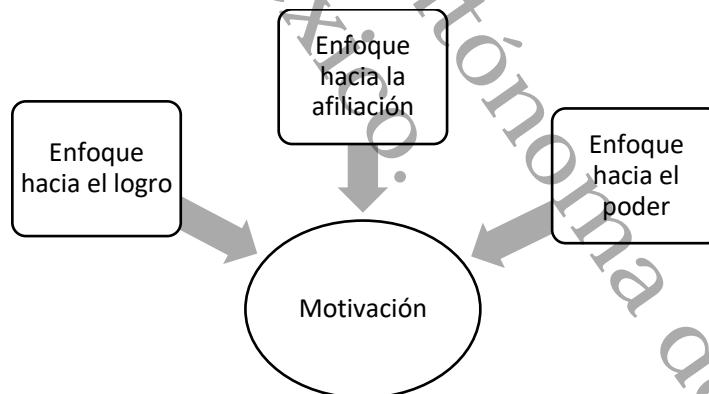 Enfoque
hacia la
afiliación
Enfoque
hacia el logro
Enfoque
hacia el
poder
Motivación